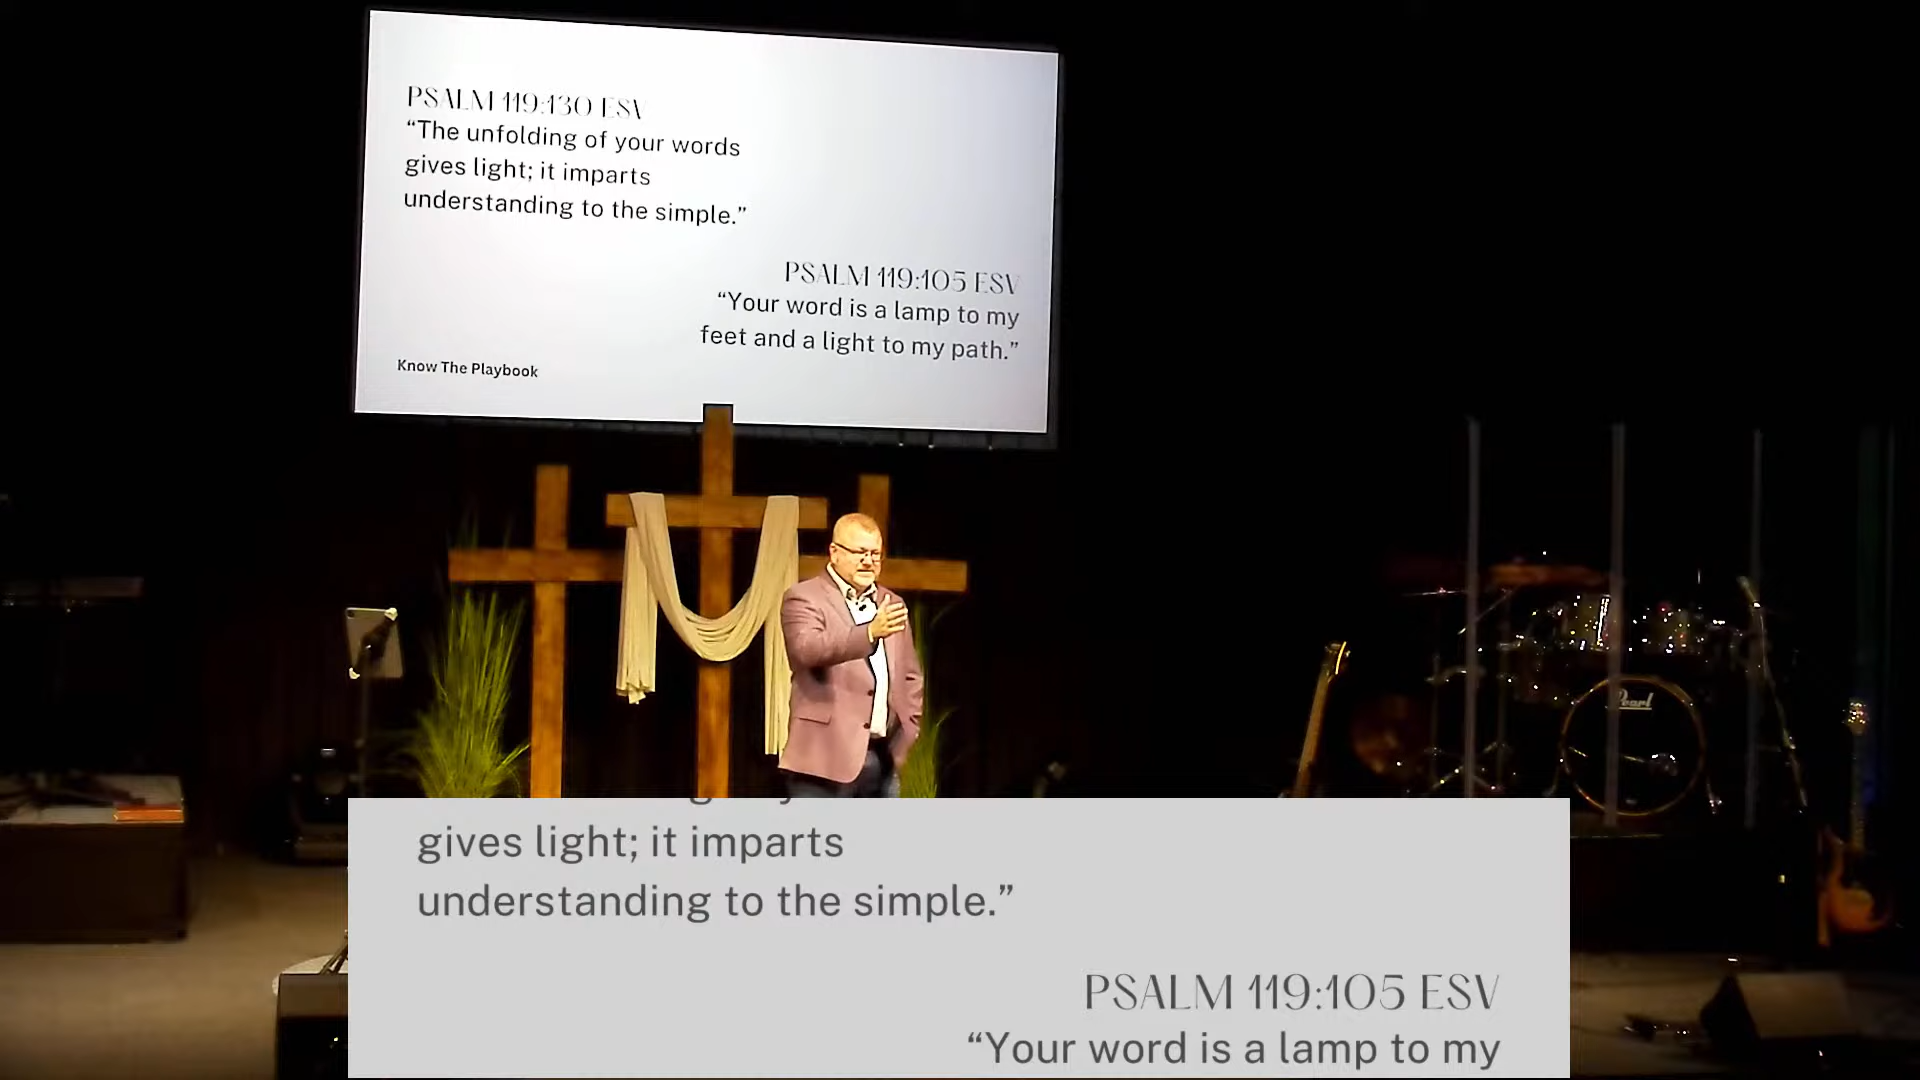 PSALM 119:130 ESV
“The unfolding of your words
gives light; it imparts
understanding to the simple.”
PSALM 119:105 ESV
“Your word is a lamp to my
feet and a light to my path.”
Know The Playbook
Pearl
gives light; it imparts
understanding to the simple.”
PSALM 119:105 ESV
“Your word is a lamp to my